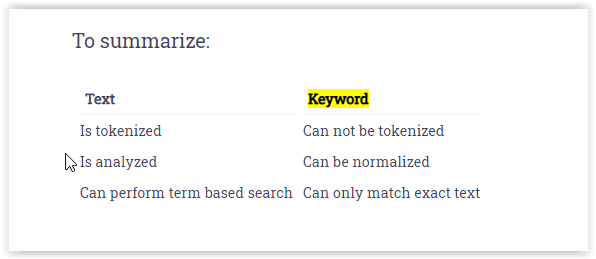 To summarize:
Text Keyword
Is tokenized Can not be tokenized
Is analyzed Can be normalized
Can perform term based search Can only match exact text